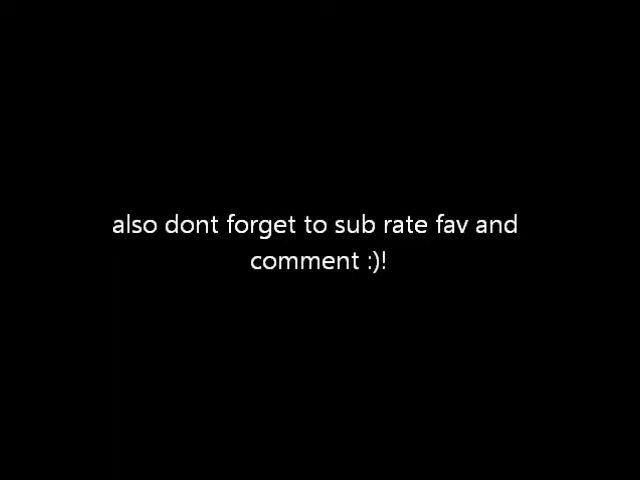 also dont forget to sub rate fav and
comment :)!